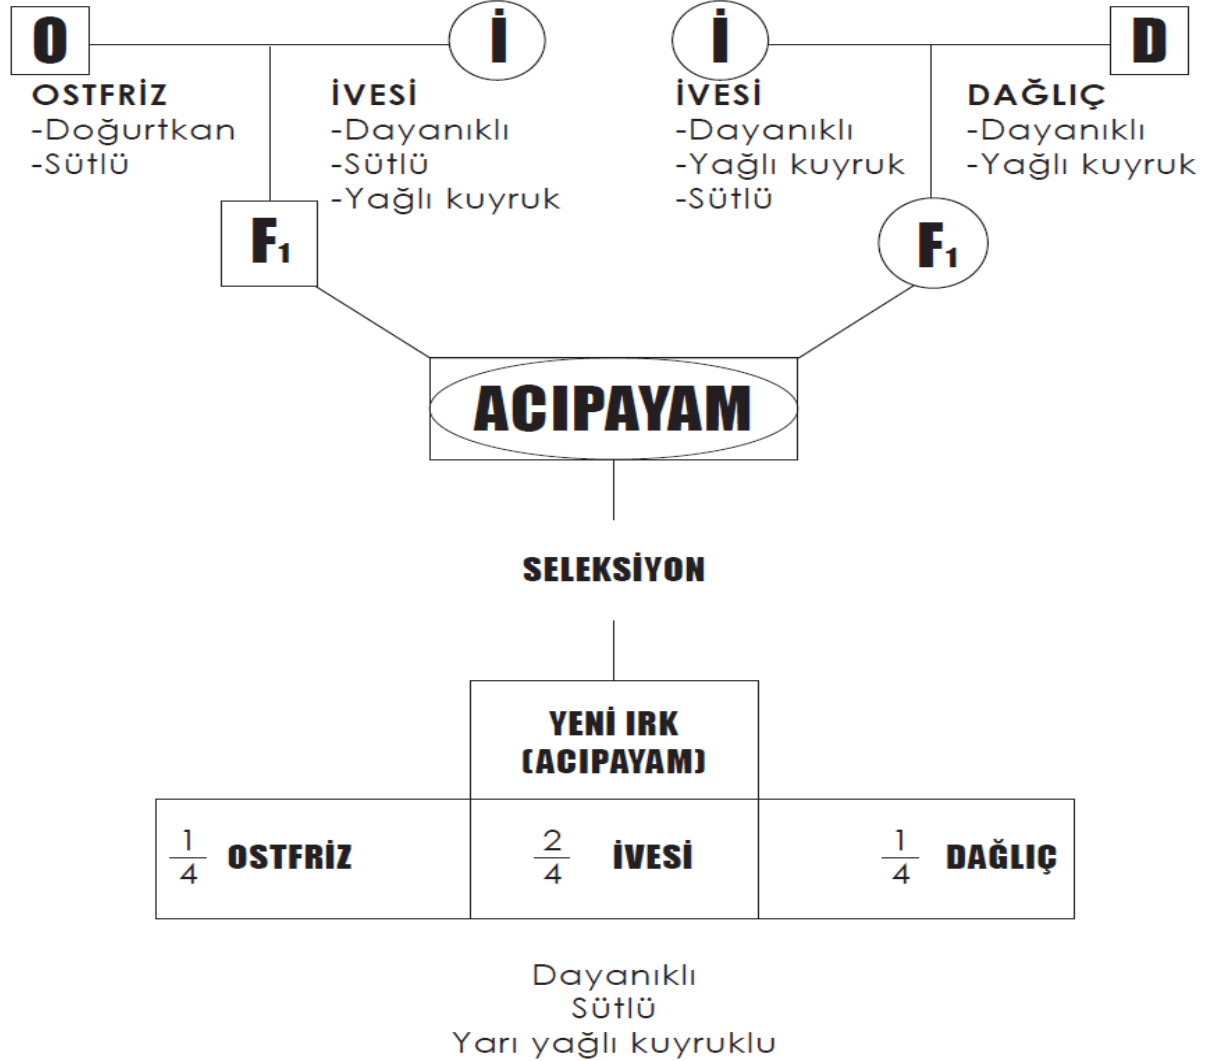 O
İ
İ
D
OSTFRİZ
-Doğurtkan
-Sütlü
İVESİ
-Dayanıklı
-Sütlü
-Yağlı kuyruk
İVESİ
-Dayanıklı
-Yağlı kuyruk
-Sütlü
DAĞLIÇ
-Dayanıklı
-Yağlı kuyruk
F₁
F₁
ACIPAYAM
SELEKSİYON
YENİ IRK
(ACIPAYAM)
1/4 OSTFRİZ
2/4 İVESİ
1/4 DAĞLIÇ
Dayanıklı
Sütlü
Yarı yağlı kuyruklu